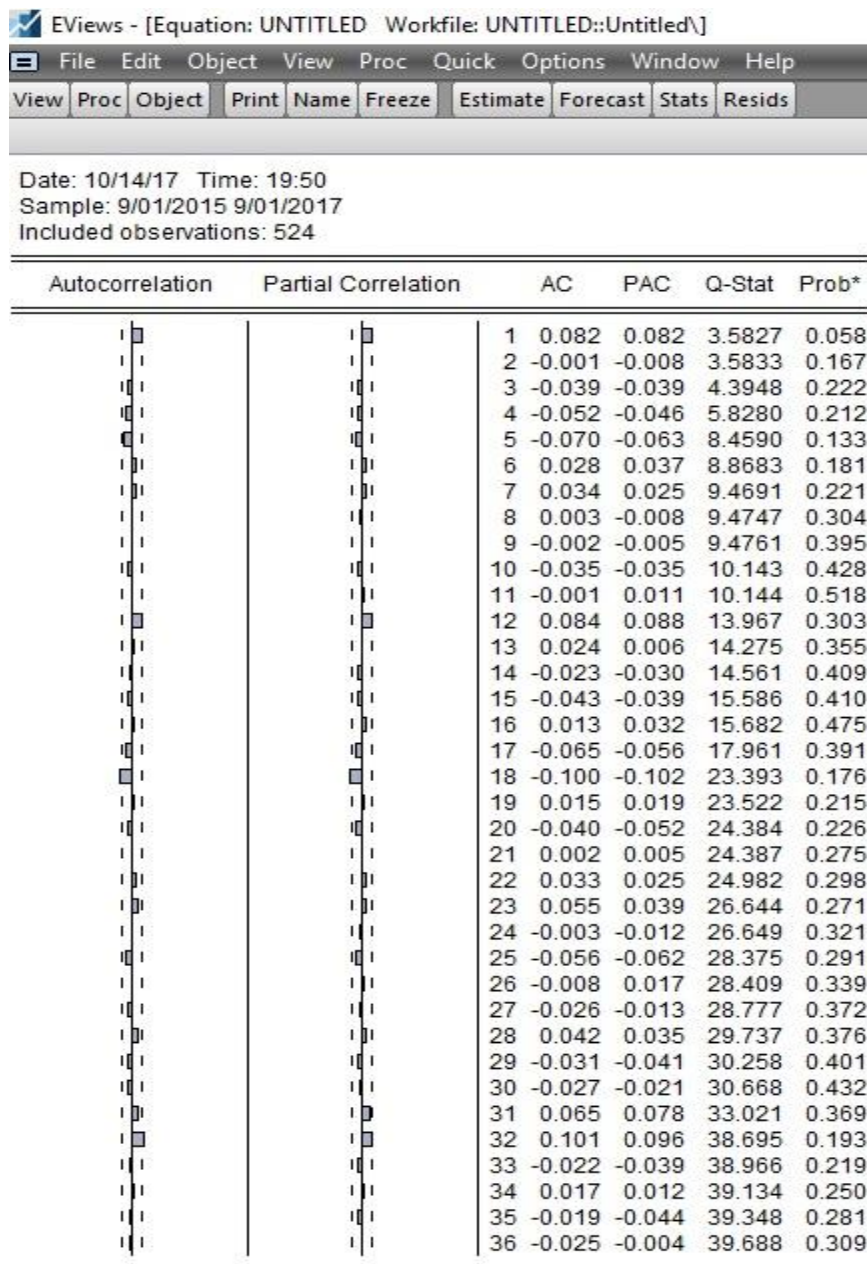 EViews - [Equation: UNTITLED Workfile: UNTITLED::Untitled\]
File Edit Object View Proc Quick Options Window Help
View Proc Object Print Name Freeze Estimate Forecast Stats Resids
Date: 10/14/17 Time: 19:50
Sample: 9/01/2015 9/01/2017
Included observations: 524
Autocorrelation Partial Correlation AC PAC Q-Stat Prob*
1 0.082 0.082 3.5827 0.058
2 -0.001 -0.008 3.5833 0.167
3 -0.039 -0.039 4.3948 0.222
4 -0.052 -0.046 5.8280 0.212
5 -0.070 -0.063 8.4590 0.133
6 0.028 0.037 8.8683 0.181
7 0.034 0.025 9.4691 0.221
8 0.003 -0.008 9.4747 0.304
9 -0.002 -0.005 9.4761 0.395
10 -0.035 -0.035 10.143 0.428
11 -0.001 0.011 10.144 0.518
12 0.084 0.088 13.967 0.303
13 0.024 0.006 14.275 0.355
14 -0.023 -0.030 14.561 0.409
15 -0.043 -0.039 15.586 0.410
16 0.013 0.032 15.682 0.475
17 -0.065 -0.056 17.961 0.391
18 -0.100 -0.102 23.393 0.176
19 0.015 0.019 23.522 0.215
20 -0.040 -0.052 24.384 0.226
21 0.002 0.005 24.387 0.275
22 0.033 0.025 24.982 0.298
23 0.055 0.039 26.644 0.271
24 -0.003 -0.012 26.649 0.321
25 -0.056 -0.062 28.375 0.291
26 -0.008 0.017 28.409 0.339
27 -0.026 -0.013 28.777 0.372
28 0.042 0.035 29.737 0.376
29 -0.031 -0.041 30.258 0.401
30 -0.027 -0.021 30.668 0.432
31 0.065 0.078 33.021 0.369
32 0.101 0.096 38.695 0.193
33 -0.022 -0.039 38.966 0.219
34 0.017 0.012 39.134 0.250
35 -0.019 -0.044 39.348 0.281
36 -0.025 -0.004 39.688 0.309